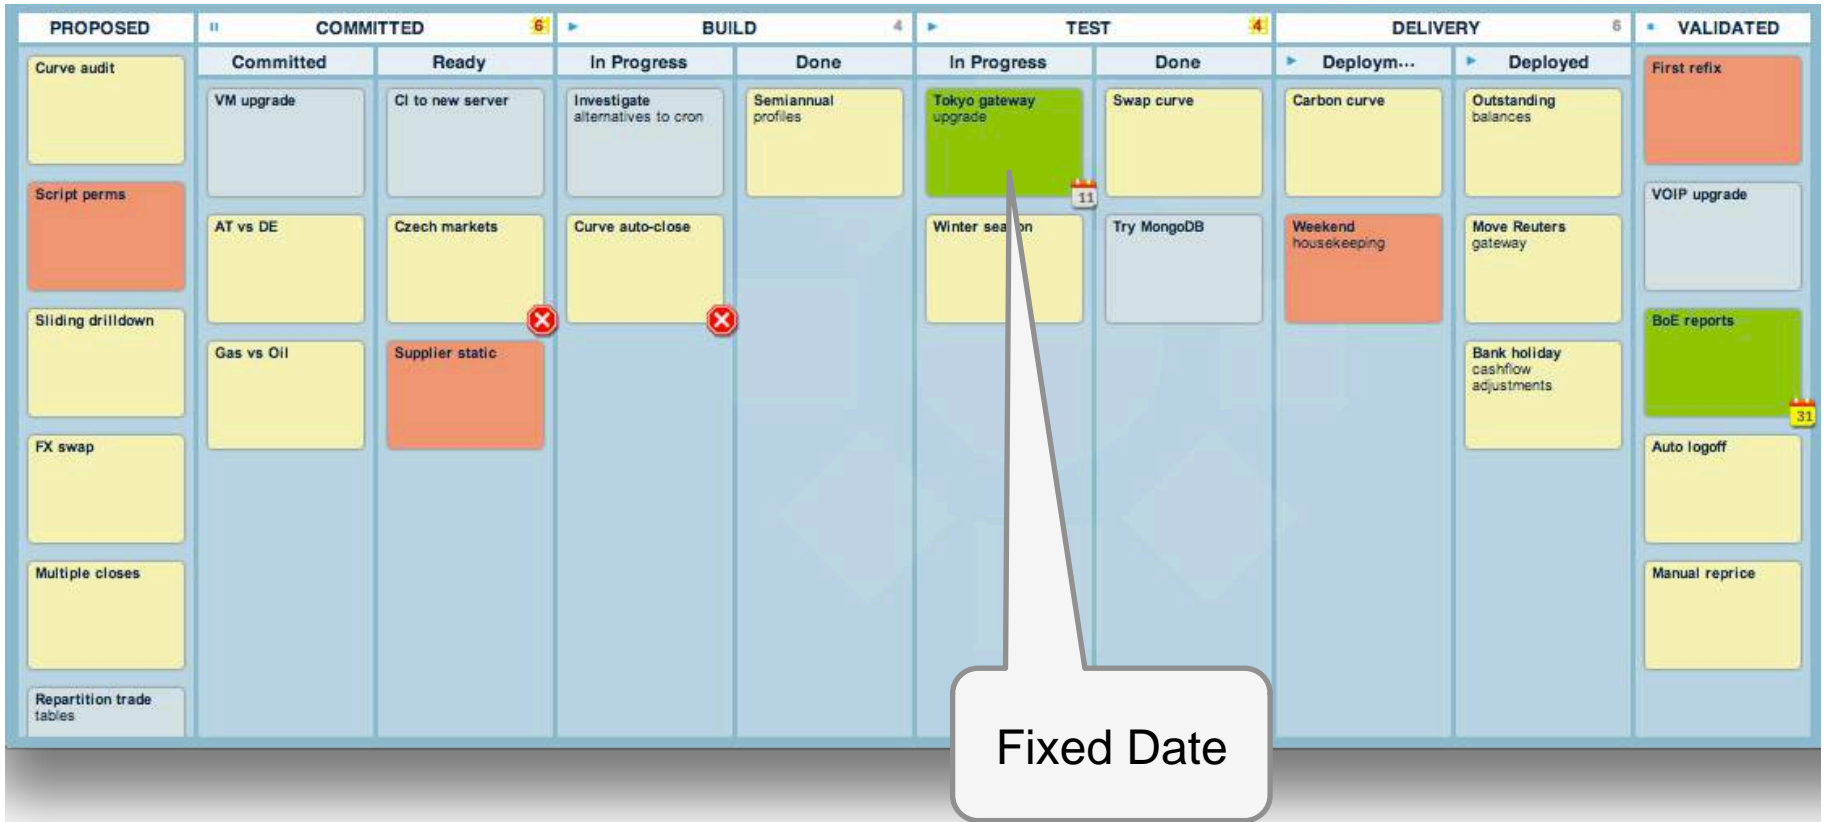 PROPOSED
COMMITTED
6
BUILD
4
TEST
4
DELIVERY
6
VALIDATED
Committed
Ready
In Progress
Done
In Progress
Done
Deploym...
Deployed
Curve audit
Script perms
Sliding drilldown
FX swap
Multiple closes
Repartition trade
tables
VM upgrade
AT vs DE
Gas vs Oil
CI to new server
Czech markets
Supplier static
Investigate
alternatives to cron
Curve auto-close
Semiannual
profiles
Tokyo gateway
upgrade
11
Winter season
Swap curve
Try MongoDB
Carbon curve
Weekend
housekeeping
Outstanding
balances
Move Reuters
gateway
Bank holiday
cashflow
adjustments
First refix
VOIP upgrade
BoE reports
31
Auto logoff
Manual reprice
Fixed Date